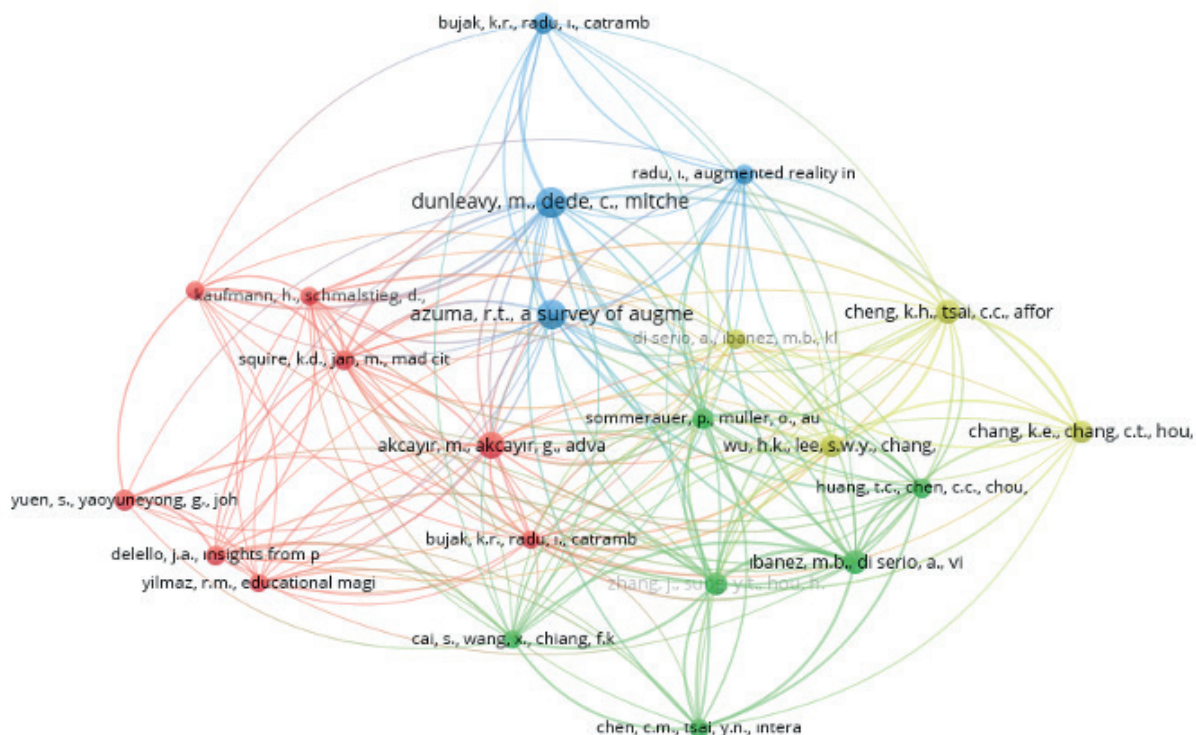 bujak, k.r., radu, ı., catramb
radu, ı., augmented reality in
dunleavy, m., dede, c., mitche
kaufmann, h., schmalstieg, d.,
azuma, r.t., a survey of augme
cheng, k.h., tsai, c.c., affor
di serio, a., ibanez, m.b., kl
squire, k.d., jan, m., mad cit
sommerauer, p., muller, o., au
chang, k.e., chang, c.t., hou,
akcayır, m., akcayır, g., adva
wu, h.k., lee, s.w.y., chang,
huang, t.c., chen, c.c., chou,
yuen, s., yaoyuneyong, g., joh
bujak, k.r., radu, ı., catramb
delello, j.a., ınsights from p
ıbanez, m.b., di serio, a., vi
yilmaz, r.m., educational magi
zhang, j., sung, y.t., hou, h.
cai, s., wang, x., chiang, f.k
chen, c.m., tsai, y.n., ıntera